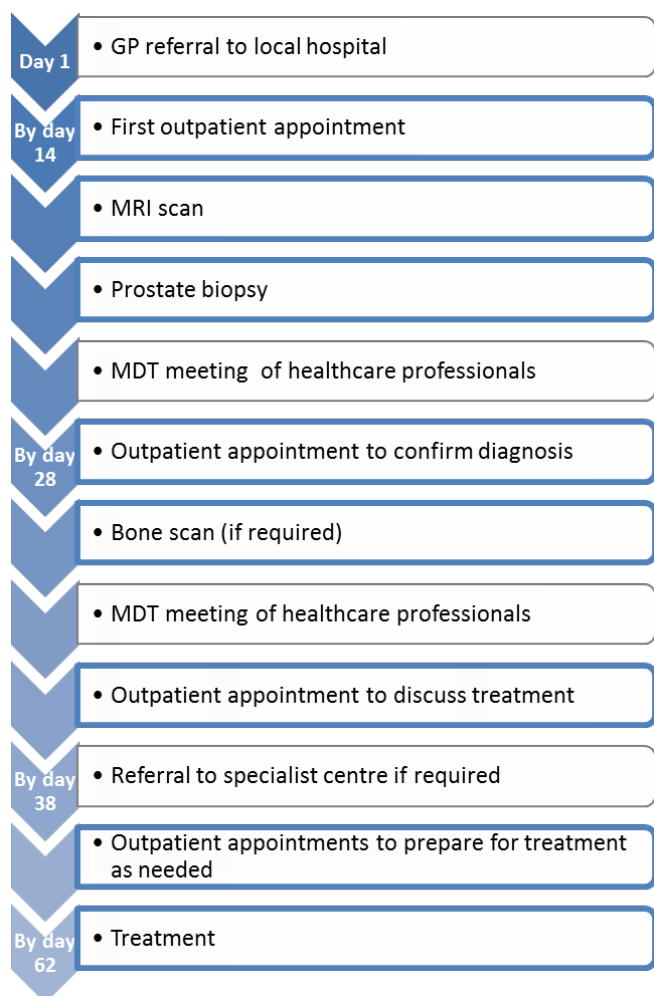 Day 1
• GP referral to local hospital
By day
14
• First outpatient appointment
• MRI scan
• Prostate biopsy
• MDT meeting of healthcare professionals
By day
28
• Outpatient appointment to confirm diagnosis
• Bone scan (if required)
• MDT meeting of healthcare professionals
• Outpatient appointment to discuss treatment
By day
38
• Referral to specialist centre if required
• Outpatient appointments to prepare for treatment
as needed
By day
62
• Treatment